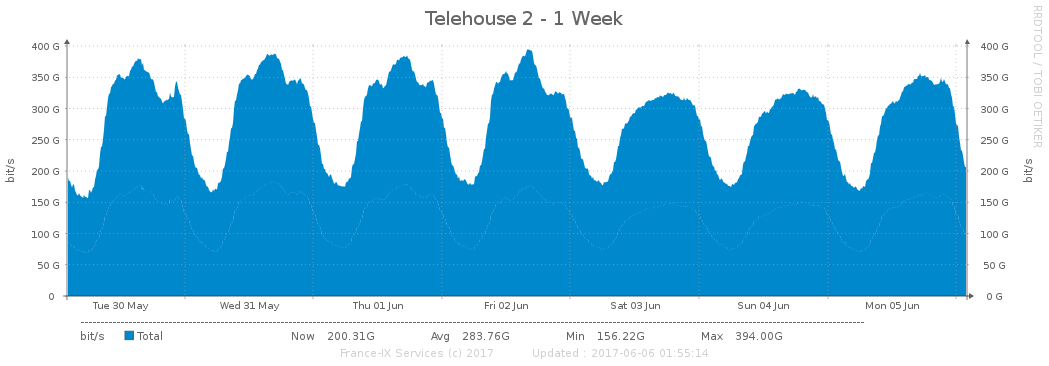 Telehouse 2 - 1 Week
RRDTOOL / TOBI OETIKER
bit/s
400 G 400 G
350 G 350 G
300 G 300 G
250 G 250 G
200 G 200 G
150 G 150 G
100 G 100 G
50 G 50 G
0 0 G
bit/s
Tue 30 May Wed 31 May Thu 01 Jun Fri 02 Jun Sat 03 Jun Sun 04 Jun Mon 05 Jun
bit/s Total Now 200.31G Avg 283.76G Min 156.22G Max 394.00G
France-IX Services (c) 2017 Updated : 2017-06-06 01:55:14